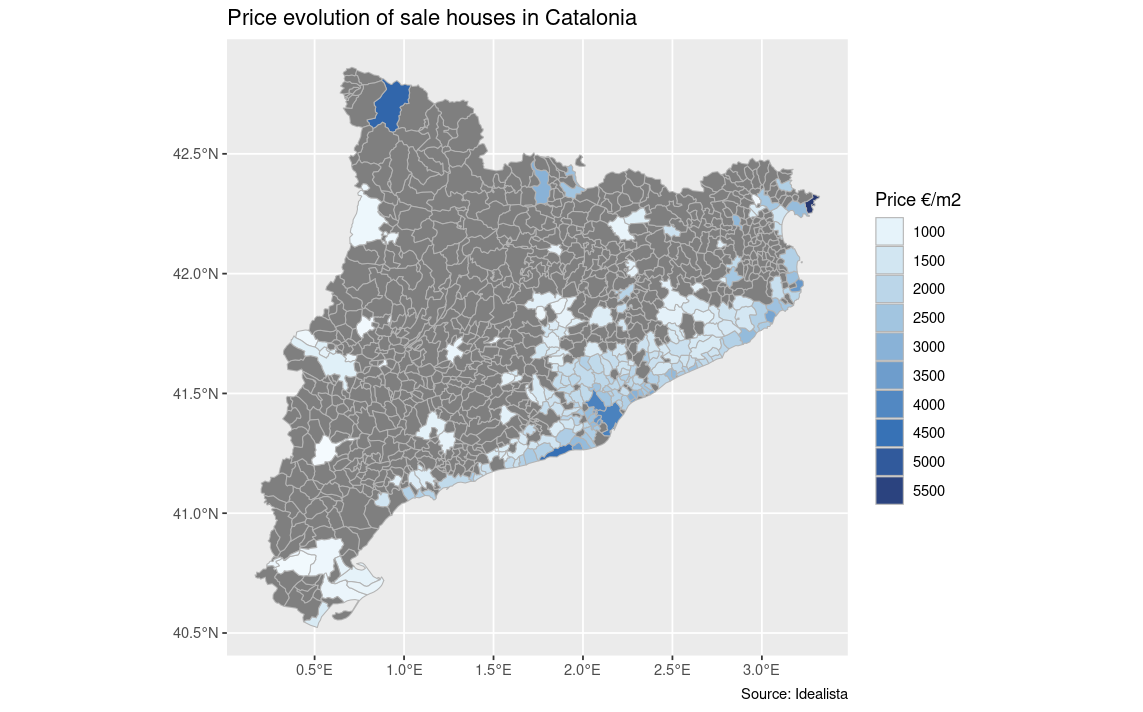 Price evolution of sale houses in Catalonia
42.5°N
42.0°N
41.5°N
41.0°N
40.5°N
0.5°E 1.0°E 1.5°E 2.0°E 2.5°E 3.0°E
Price €/m2
1000
1500
2000
2500
3000
3500
4000
4500
5000
5500
Source: Idealista